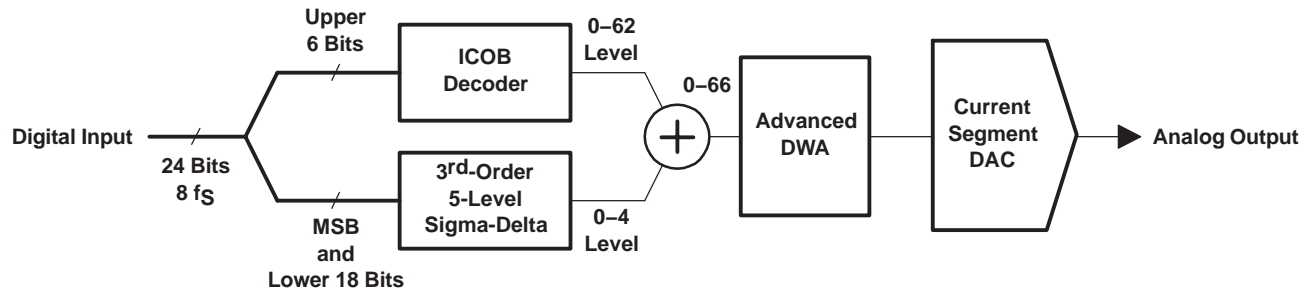 Digital Input
24 Bits
8 fS
Upper
6 Bits
ICOB
Decoder
0–62
Level
MSB
and
Lower 18 Bits
3rd-Order
5-Level
Sigma-Delta
0–4
Level
+
0–66
Advanced
DWA
Current
Segment
DAC
Analog Output